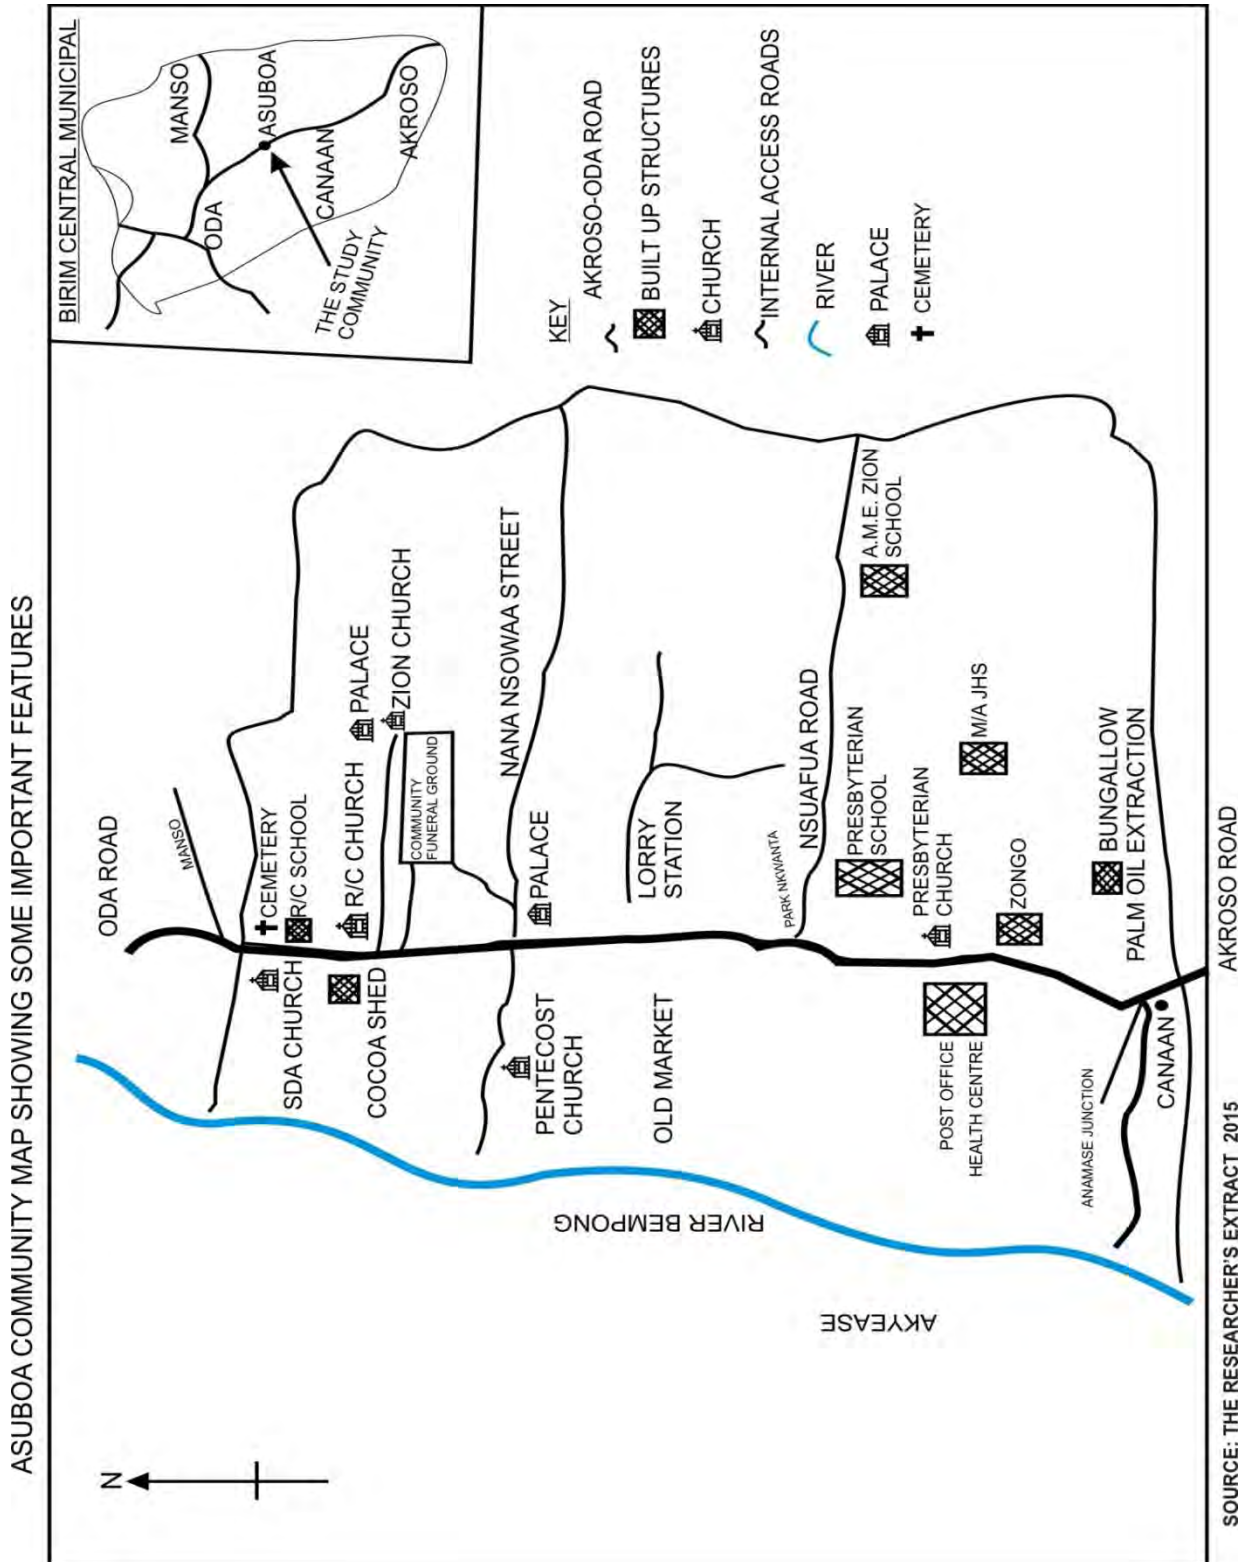 ASUBOA COMMUNITY MAP SHOWING SOME IMPORTANT FEATURES
N
BIRIM CENTRAL MUNICIPAL
MANSO
ODA
ASUBOA
CANAAN
AKROSO
THE STUDY
COMMUNITY
KEY
AKROSO-ODA ROAD
BUILT UP STRUCTURES
CHURCH
INTERNAL ACCESS ROADS
RIVER
PALACE
CEMETERY
ODA ROAD
MANSO
CEMETERY
R/C SCHOOL
SDA CHURCH
R/C CHURCH
PALACE
ZION CHURCH
COCOA SHED
COMMUNITY
FUNERAL GROUND
NANA NSOWAA STREET
PENTECOST
CHURCH
PALACE
OLD MARKET
LORRY
STATION
RIVER BEMPONG
PARK NKWANTA
NSUAFUA ROAD
PRESBYTERIAN
SCHOOL
A.M.E. ZION
SCHOOL
AKYEASE
POST OFFICE
HEALTH CENTRE
PRESBYTERIAN
CHURCH
M/A JHS
ZONGO
BUNGALLOW
PALM OIL EXTRACTION
ANAMASE JUNCTION
CANAAN
AKROSO ROAD
SOURCE: THE RESEARCHER'S EXTRACT 2015